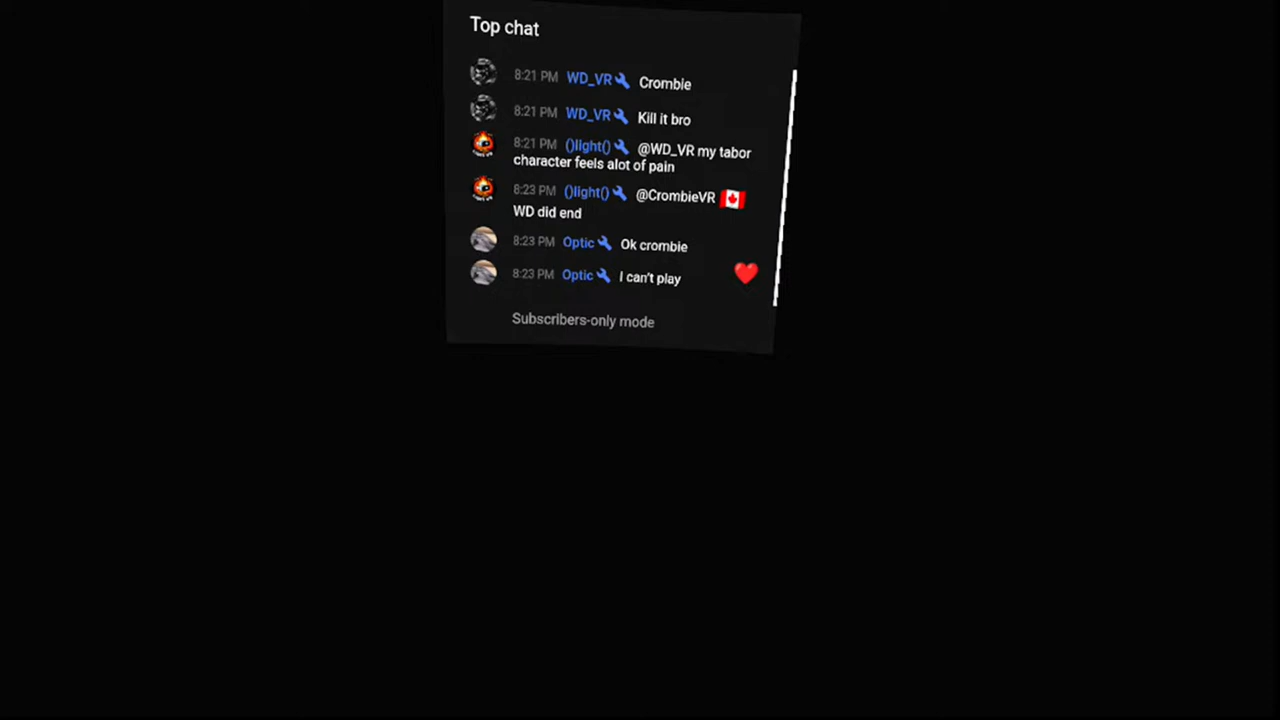 Top chat
8:21 PM WD_VR Crombie
8:21 PM WD_VR Kill it bro
8:21 PM ()light() @WD_VR my tabor
character feels alot of pain
8:23 PM ()light() @CrombieVR
WD did end
8:23 PM Optic Ok crombie
8:23 PM Optic I can't play
Subscribers-only mode